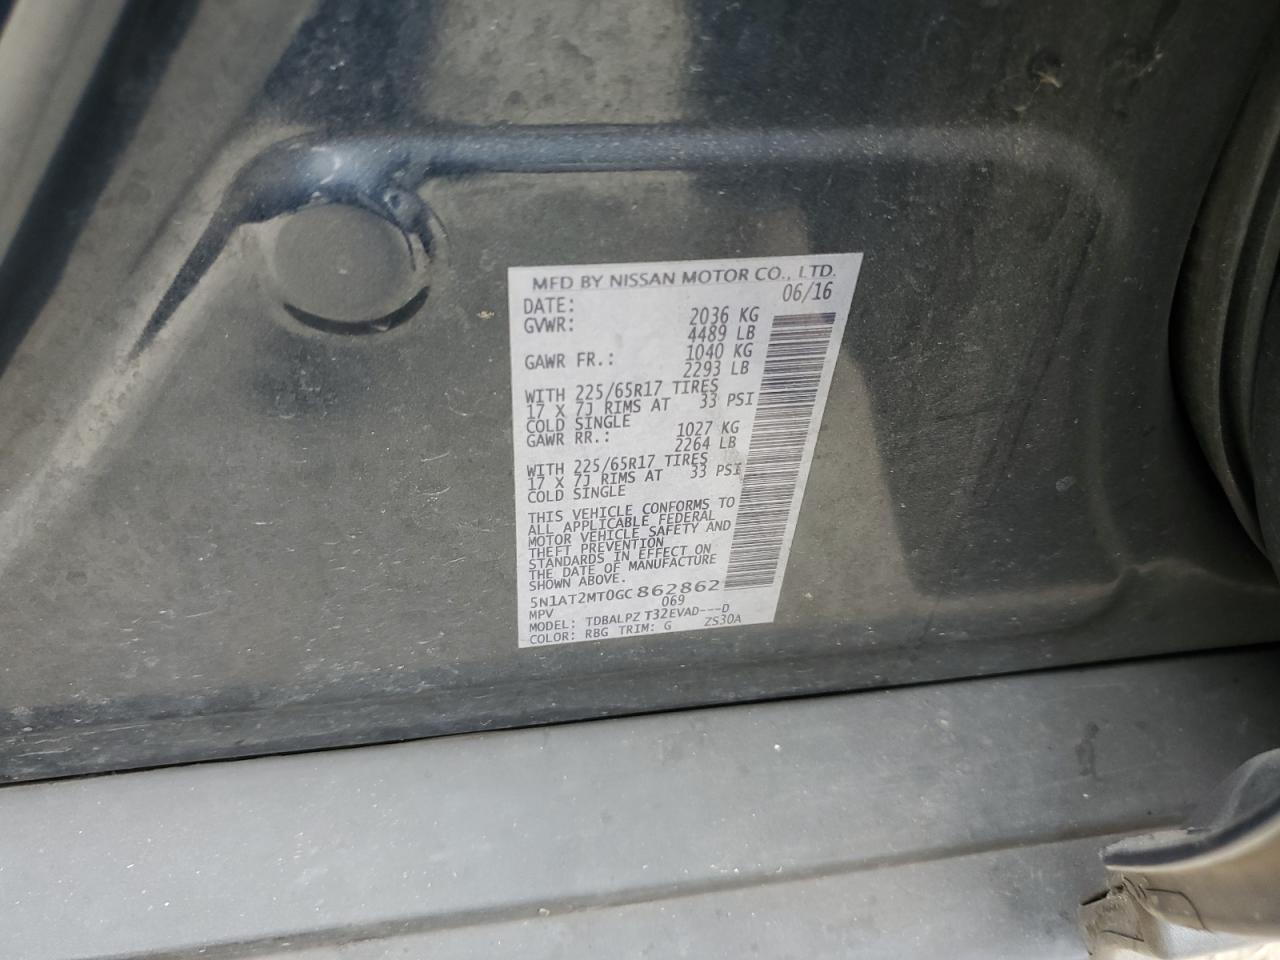 MFD BY NISSAN MOTOR CO., LTD.
DATE: 06/16
GVWR: 2036 KG
4489 LB
GAWR FR.: 1040 KG
2293 LB
WITH 225/65R17 TIRES
17 X 7J RIMS AT 33 PSI
COLD SINGLE
GAWR RR.: 1027 KG
2264 LB
WITH 225/65R17 TIRES
17 X 7J RIMS AT 33 PSI
COLD SINGLE
THIS VEHICLE CONFORMS TO
ALL APPLICABLE FEDERAL
MOTOR VEHICLE SAFETY AND
THEFT PREVENTION
STANDARDS IN EFFECT ON
THE DATE OF MANUFACTURE
SHOWN ABOVE.
5N1AT2MT0GC862862
MPV 069
MODEL: TDBALPZ T32EVAD---D
COLOR: RBG TRIM: G ZS30A